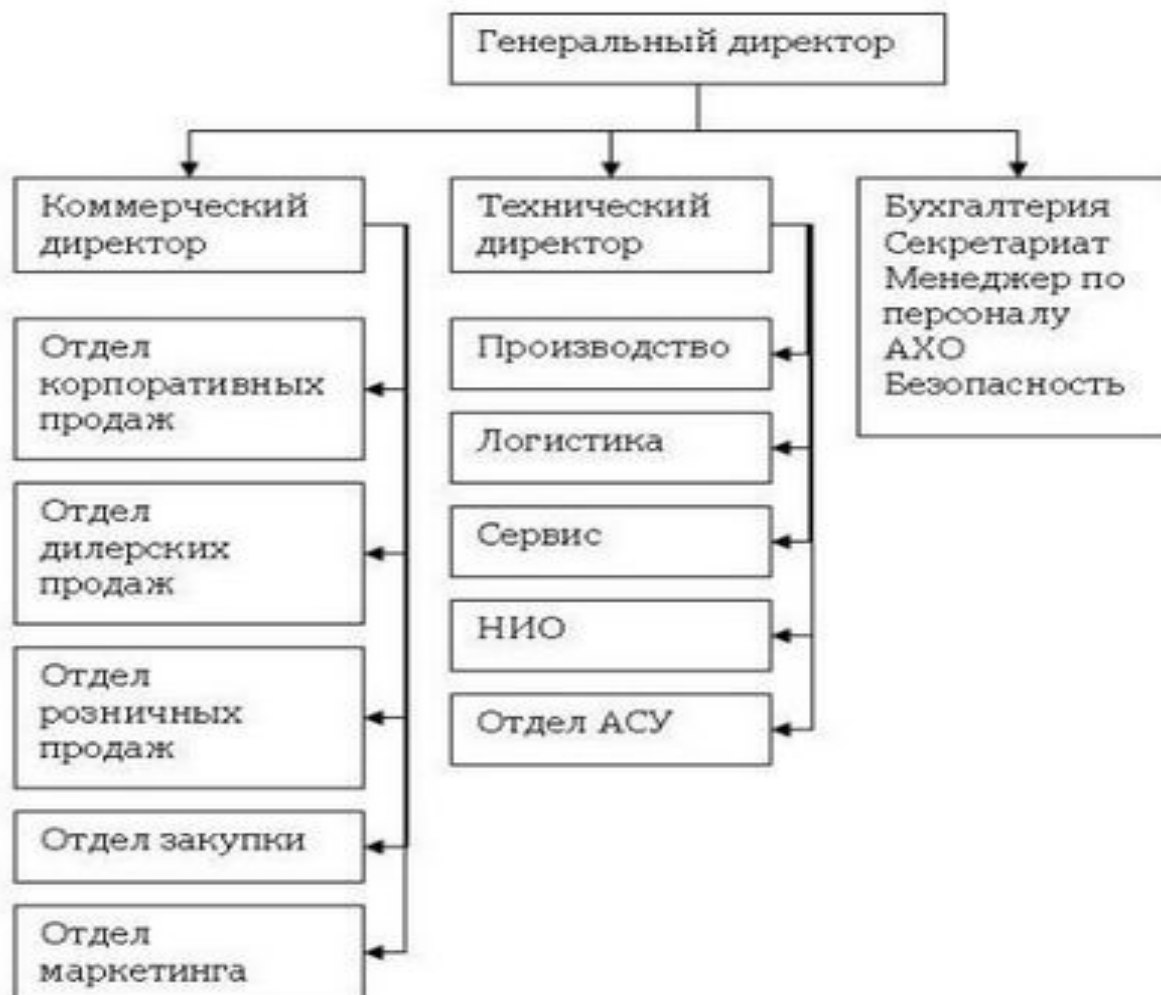 Генеральный директор
Коммерческий
директор
Технический
директор
Бухгалтерия
Секретариат
Менеджер по
персоналу
АХО
Безопасность
Отдел
корпоративных
продаж
Отдел
дилерских
продаж
Отдел
розничных
продаж
Отдел закупки
Отдел
маркетинга
Производство
Логистика
Сервис
НИО
Отдел АСУ